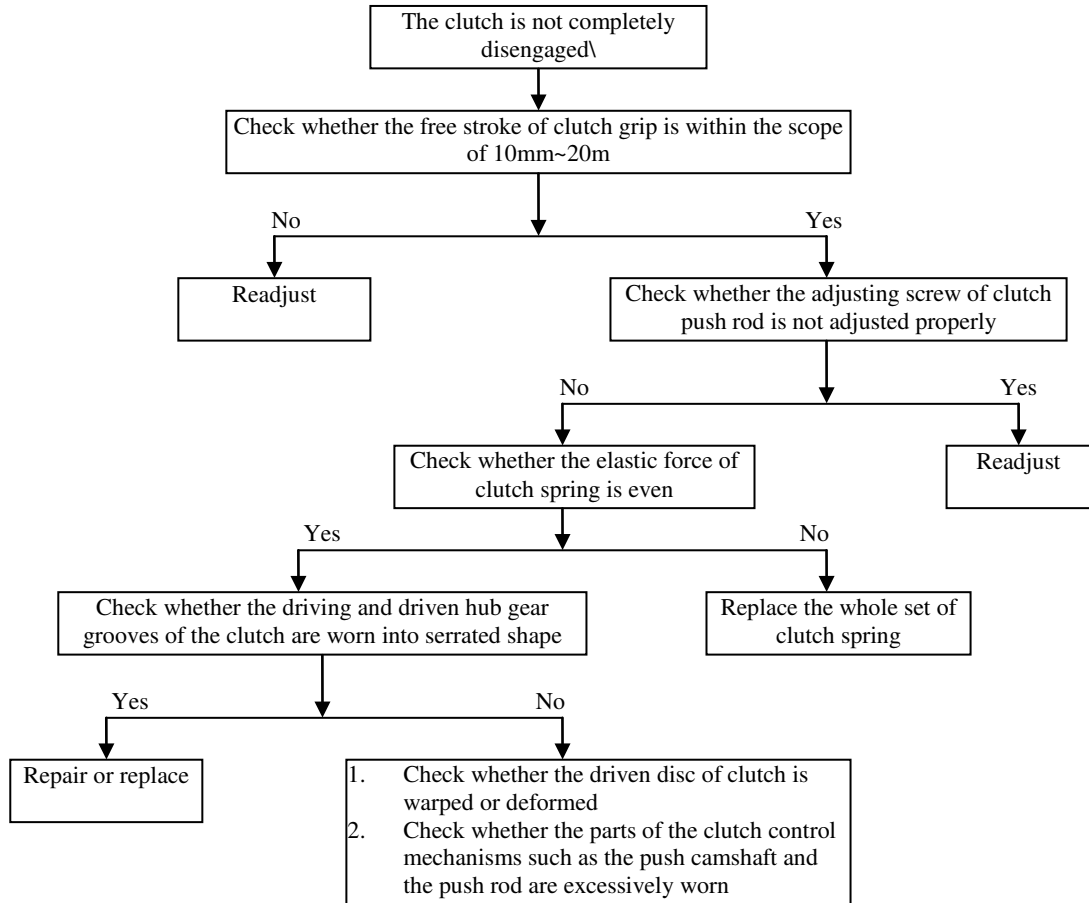 The clutch is not completely
disengaged\
Check whether the free stroke of clutch grip is within the scope
of 10mm~20m
No
Yes
Readjust
Check whether the adjusting screw of clutch
push rod is not adjusted properly
No
Yes
Check whether the elastic force of
clutch spring is even
Readjust
Yes
No
Check whether the driving and driven hub gear
grooves of the clutch are worn into serrated shape
Replace the whole set of
clutch spring
Yes
No
Repair or replace
1. Check whether the driven disc of clutch is
warped or deformed
2. Check whether the parts of the clutch control
mechanisms such as the push camshaft and
the push rod are excessively worn